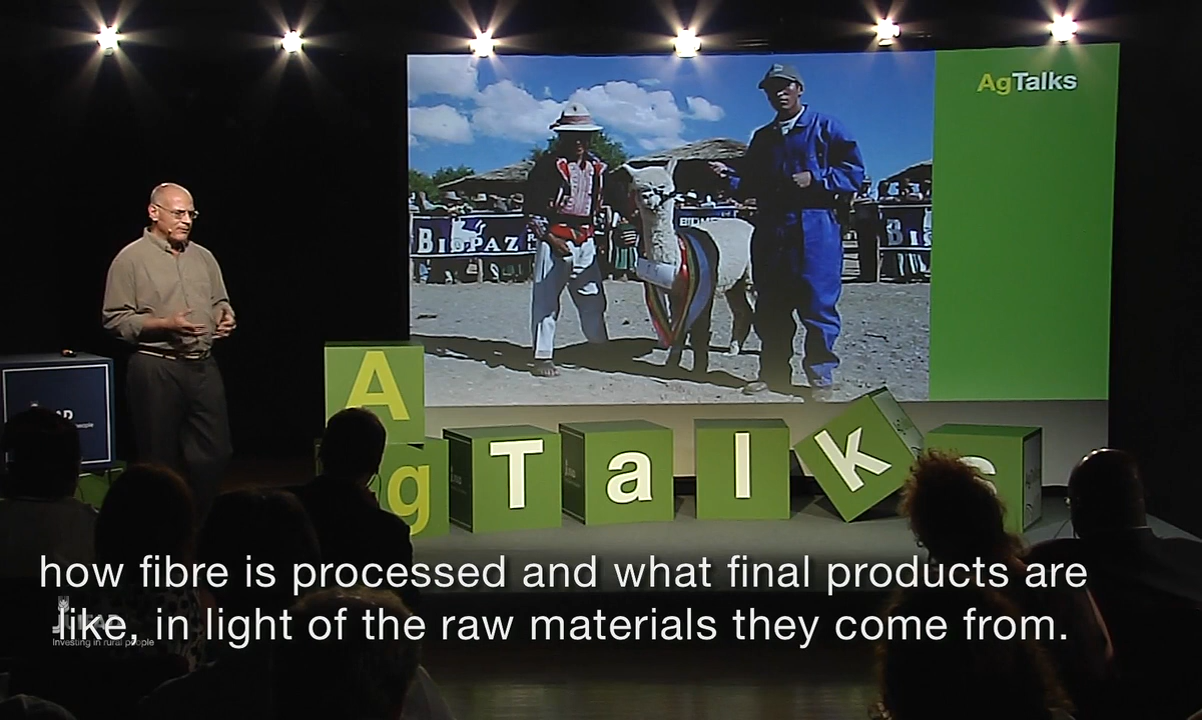 AgTalks
BIOPAZ
A
g
T
a
l
k
s
how fibre is processed and what final products are
like, in light of the raw materials they come from.
Investing in rural people